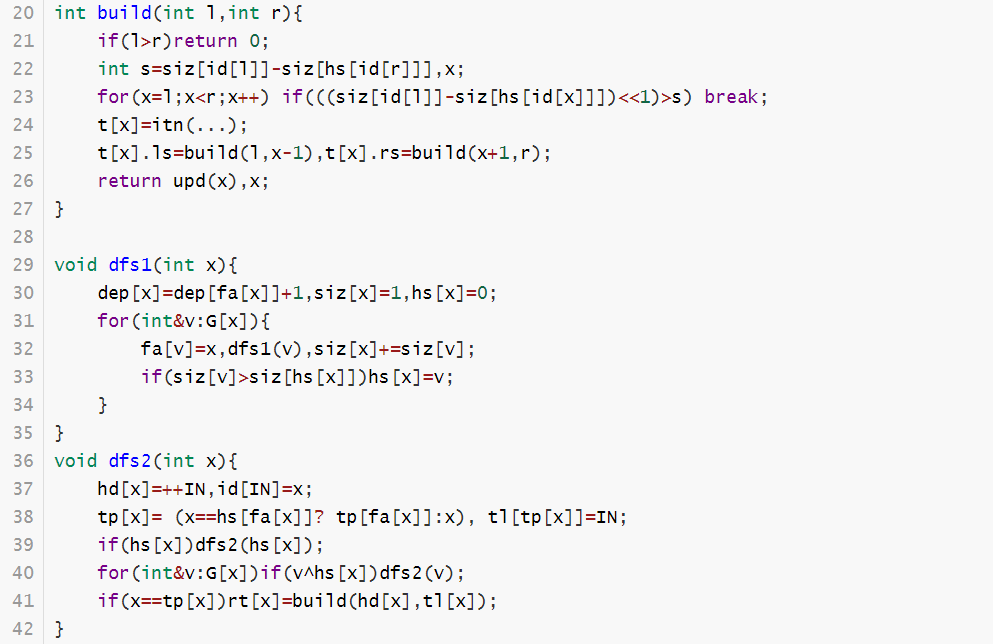 20 int build(int l,int r){
21     if(l>r)return 0;
22     int s=siz[id[l]]-siz[hs[id[r]]],x;
23     for(x=l;x<r;x++) if(((siz[id[l]]-siz[hs[id[x]]])<<1)>s) break;
24     t[x]=itn(...);
25     t[x].ls=build(l,x-1),t[x].rs=build(x+1,r);
26     return upd(x),x;
27 }
28
29 void dfs1(int x){
30     dep[x]=dep[fa[x]]+1,siz[x]=1,hs[x]=0;
31     for(int&v:G[x]){
32         fa[v]=x,dfs1(v),siz[x]+=siz[v];
33         if(siz[v]>siz[hs[x]])hs[x]=v;
34     }
35 }
36 void dfs2(int x){
37     hd[x]=++IN,id[IN]=x;
38     tp[x]= (x==hs[fa[x]]? tp[fa[x]]:x), tl[tp[x]]=IN;
39     if(hs[x])dfs2(hs[x]);
40     for(int&v:G[x])if(v^hs[x])dfs2(v);
41     if(x==tp[x])rt[x]=build(hd[x],tl[x]);
42 }